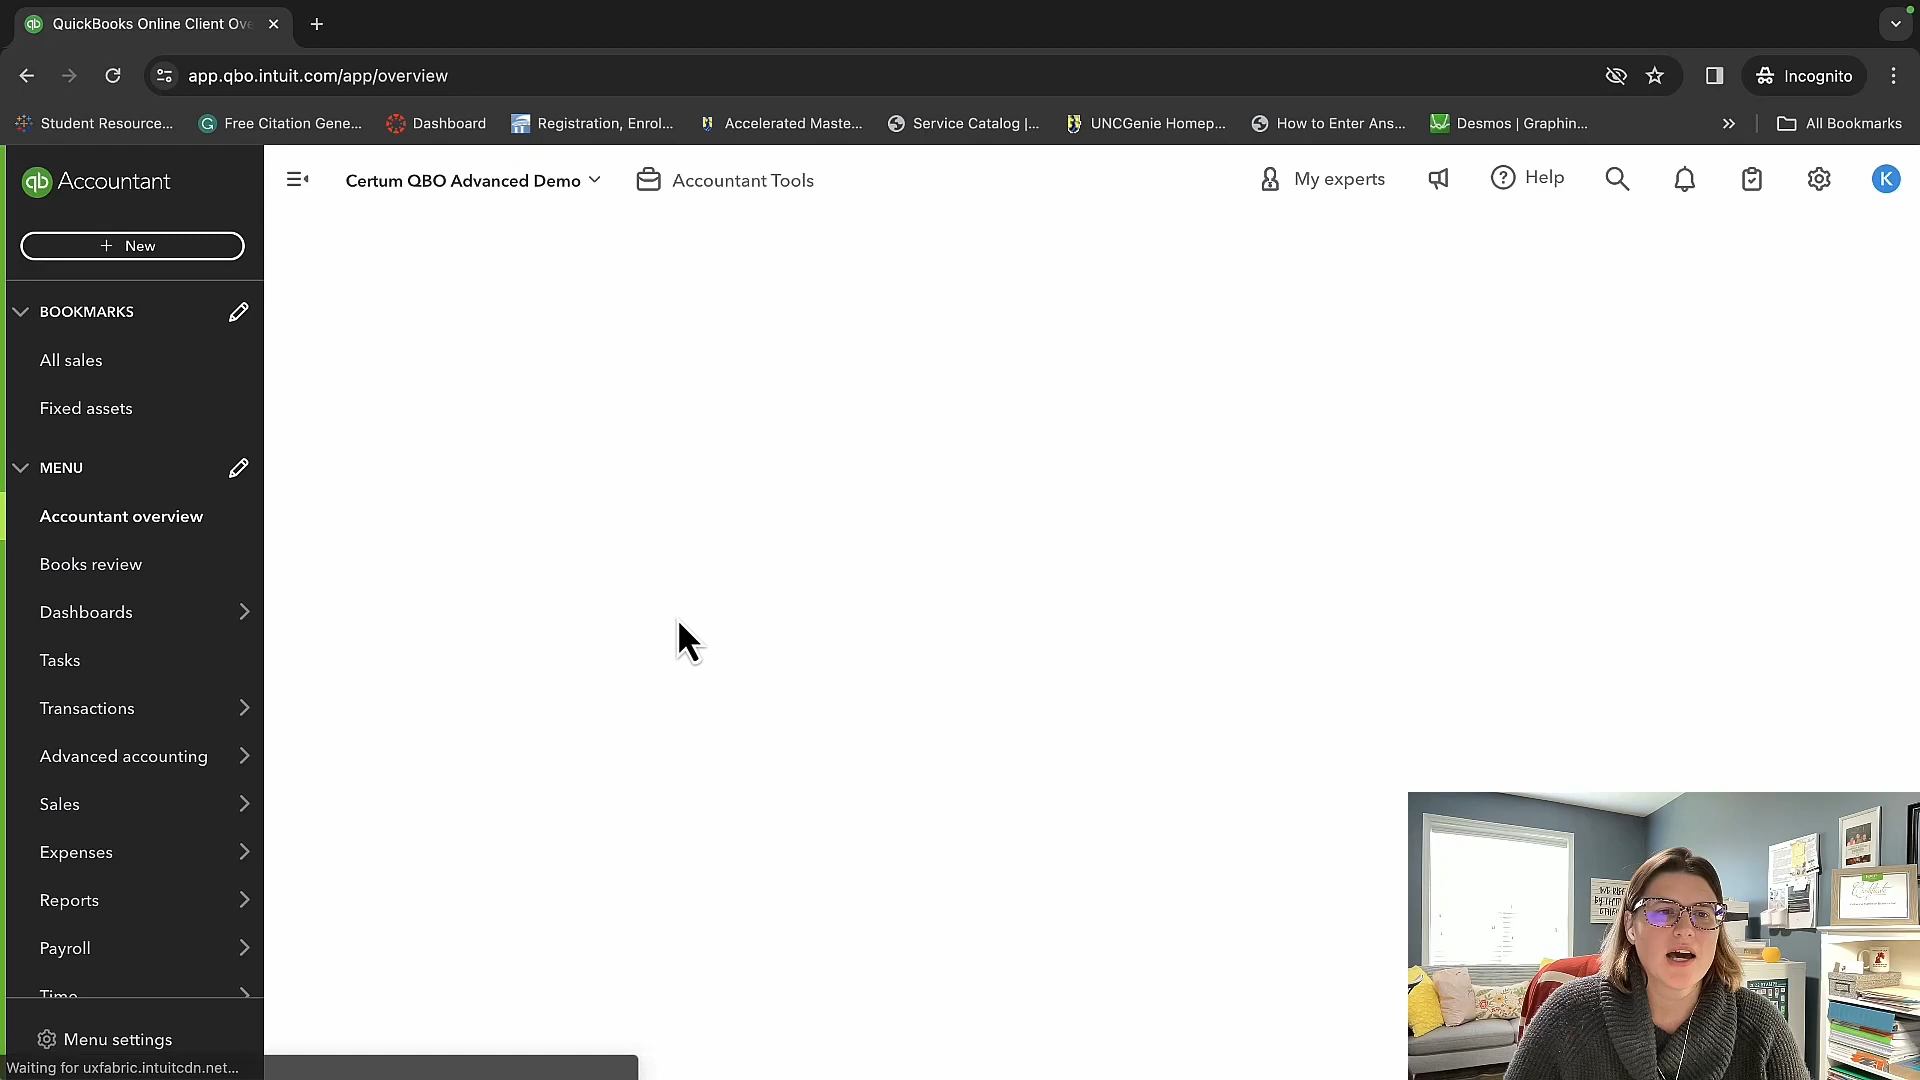 QuickBooks Online Client Ove
app.qbo.intuit.com/app/overview
Incognito
Student Resource...
Free Citation Gene...
Dashboard
Registration, Enrol...
Accelerated Maste...
Service Catalog |...
UNCGenie Homep...
How to Enter Ans...
Desmos | Graphin...
All Bookmarks
qb Accountant
Certum QBO Advanced Demo
Accountant Tools
My experts
Help
K
+ New
BOOKMARKS
All sales
Fixed assets
MENU
Accountant overview
Books review
Dashboards
Tasks
Transactions
Advanced accounting
Sales
Expenses
Reports
Payroll
Time
Menu settings
Waiting for uxfabric.intuitcdn.net...